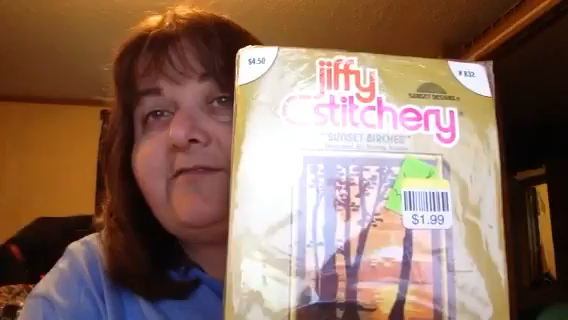 $4.50
# 832
jiffy
stitchery
SUNSET DESIGNS
"SUNSET BIRCHES"
$1.99